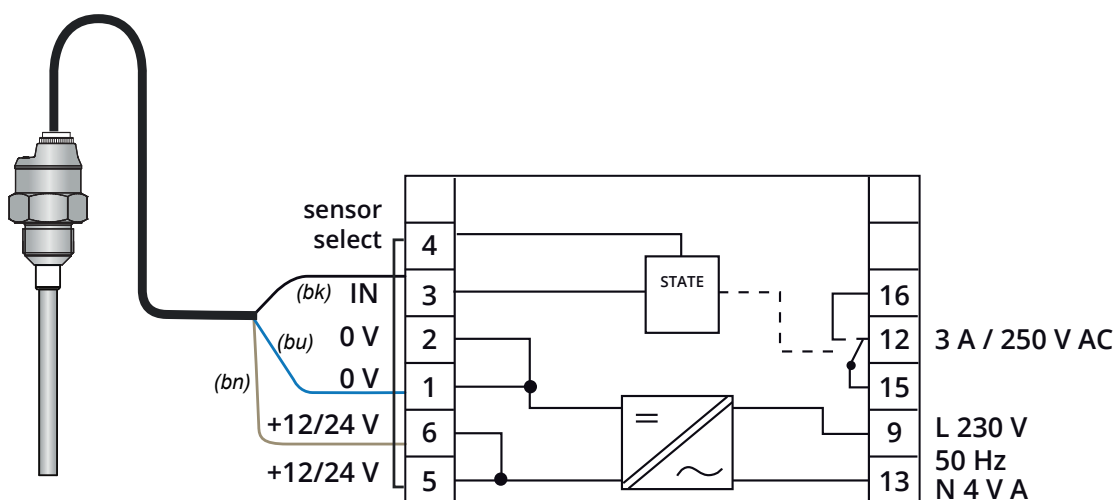 sensor
select
4
(bk) IN
3
STATE
16
(bu) 0 V
2
12 3 A / 250 V AC
(bn) 0 V
1
15
+12/24 V
6
9 L 230 V
50 Hz
+12/24 V
5
13 N 4 V A